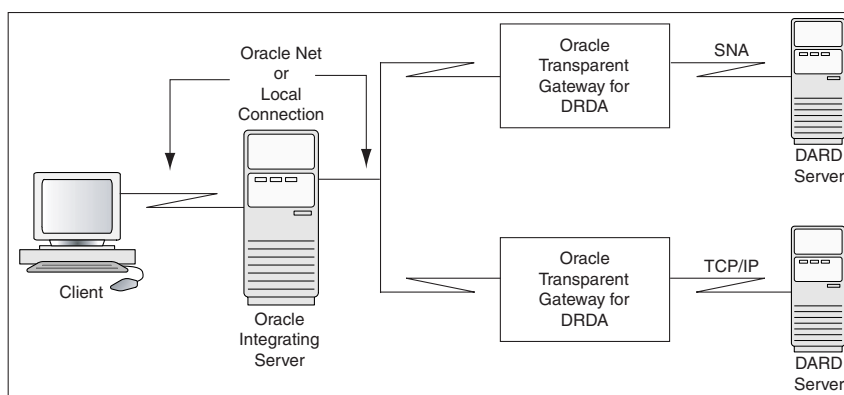 Oracle Net
or
Local
Connection
Oracle
Transparent
Gateway for
DRDA
SNA
DARD
Server
Client
Oracle
Integrating
Server
Oracle
Transparent
Gateway for
DRDA
TCP/IP
DARD
Server